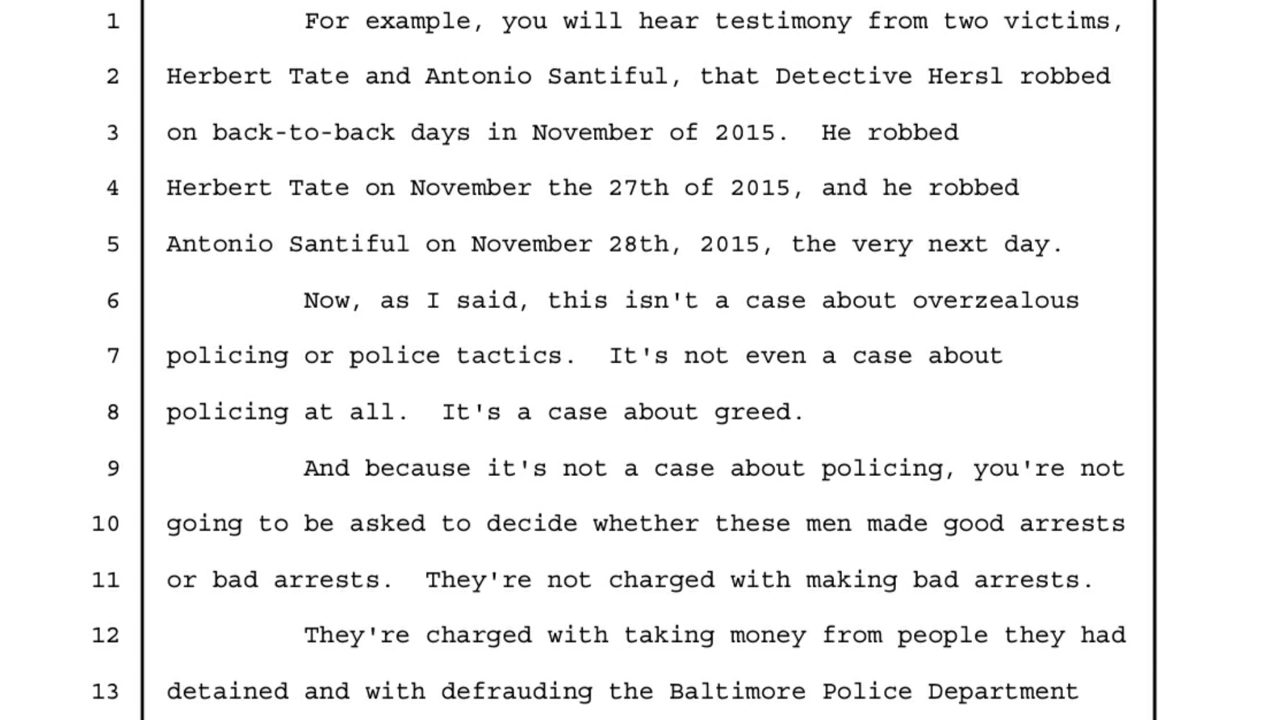 1 For example, you will hear testimony from two victims,
2 Herbert Tate and Antonio Santiful, that Detective Hersl robbed
3 on back-to-back days in November of 2015. He robbed
4 Herbert Tate on November the 27th of 2015, and he robbed
5 Antonio Santiful on November 28th, 2015, the very next day.
6 Now, as I said, this isn't a case about overzealous
7 policing or police tactics. It's not even a case about
8 policing at all. It's a case about greed.
9 And because it's not a case about policing, you're not
10 going to be asked to decide whether these men made good arrests
11 or bad arrests. They're not charged with making bad arrests.
12 They're charged with taking money from people they had
13 detained and with defrauding the Baltimore Police Department